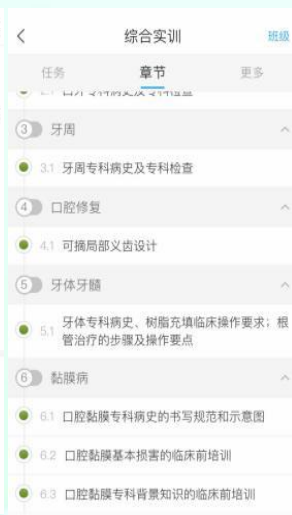 综合实训
班级
任务
章节
更多
3 牙周
3.1 牙周专科病史及专科检查
4 口腔修复
4.1 可摘局部义齿设计
5 牙体牙髓
5.1 牙体专科病史、树脂充填临床操作要求；根
管治疗的步骤及操作要点
6 黏膜病
6.1 口腔黏膜专科病史的书写规范和示意图
6.2 口腔黏膜基本损害的临床前培训
6.3 口腔黏膜专科背景知识的临床前培训